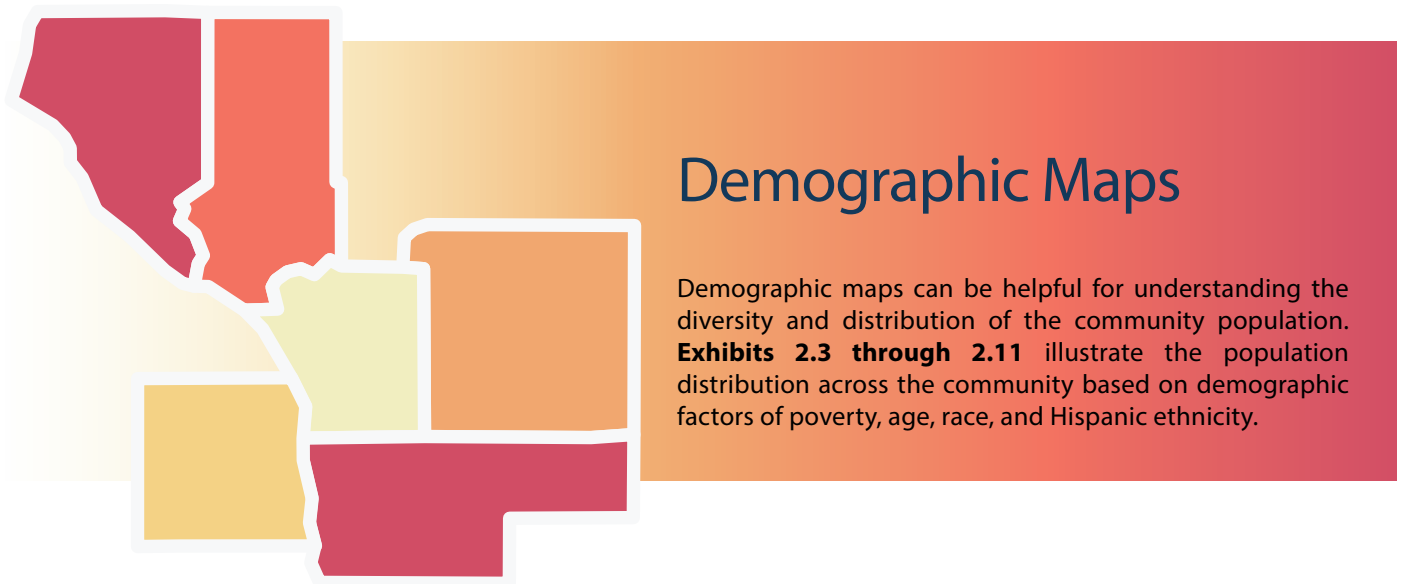 Demographic Maps
Demographic maps can be helpful for understanding the
diversity and distribution of the community population.
Exhibits 2.3 through 2.11 illustrate the population
distribution across the community based on demographic
factors of poverty, age, race, and Hispanic ethnicity.